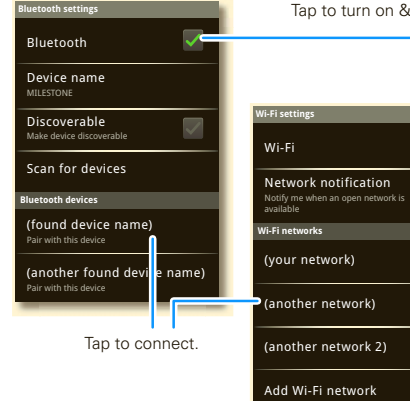 Tap to turn on &
Bluetooth settings
Bluetooth
Device name
MILESTONE
Discoverable
Make device discoverable
Scan for devices
Bluetooth devices
(found device name)
Pair with this device
(another found device name)
Pair with this device
Tap to connect.
Wi-Fi settings
Wi-Fi
Network notification
Notify me when an open network is
available
Wi-Fi networks
(your network)
(another network)
(another network 2)
Add Wi-Fi network